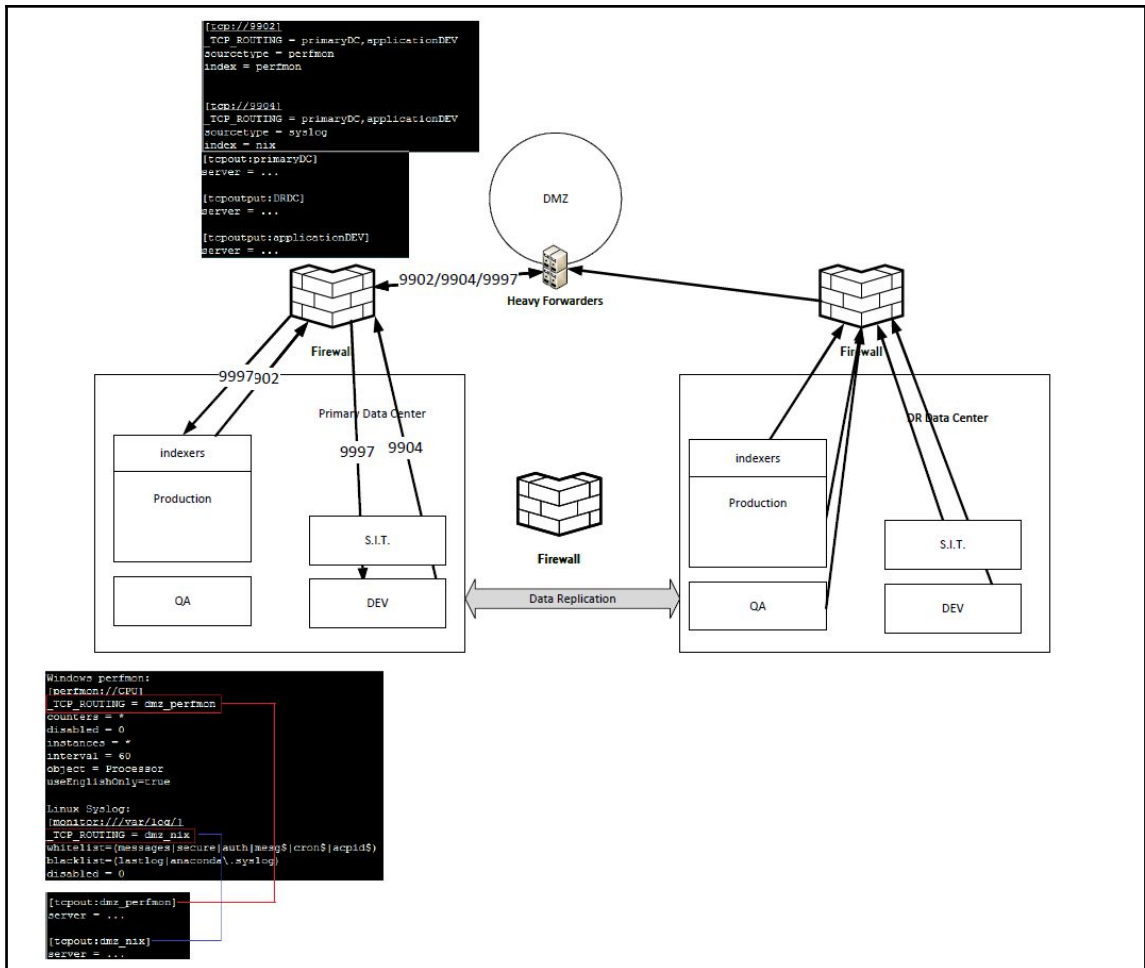 [tcp://9902]
_TCP_ROUTING = primaryDC,applicationDEV
sourcetype = perfmon
index = perfmon
[tcp://9904]
_TCP_ROUTING = primaryDC,applicationDEV
sourcetype = syslog
index = nix
[tcpout:primaryDC]
server = ...
[tcpoutput:DRDC]
server = ...
[tcpoutput:applicationDEV]
server = ...
DMZ
9902/9904/9997
Heavy Forwarders
Firewall
Firewall
9997
902
Primary Data Center
DR Data Center
indexers
Production
9997
9904
S.I.T.
QA
DEV
Firewall
Data Replication
indexers
Production
S.I.T.
QA
DEV
Windows perfmon:
[perfmon://CPU]
_TCP_ROUTING = dmz_perfmon
counters = *
disabled = 0
instances = *
interval = 60
object = Processor
useEnglishOnly=true
Linux Syslog:
[monitor:///var/log/]
_TCP_ROUTING = dmz_nix
whitelist=(messages|secure|auth|mesg$|cron$|acpid$)
blacklist=(lastlog|anaconda\.syslog)
disabled = 0
[tcpout:dmz_perfmon]
server = ...
[tcpout:dmz_nix]
server = ...